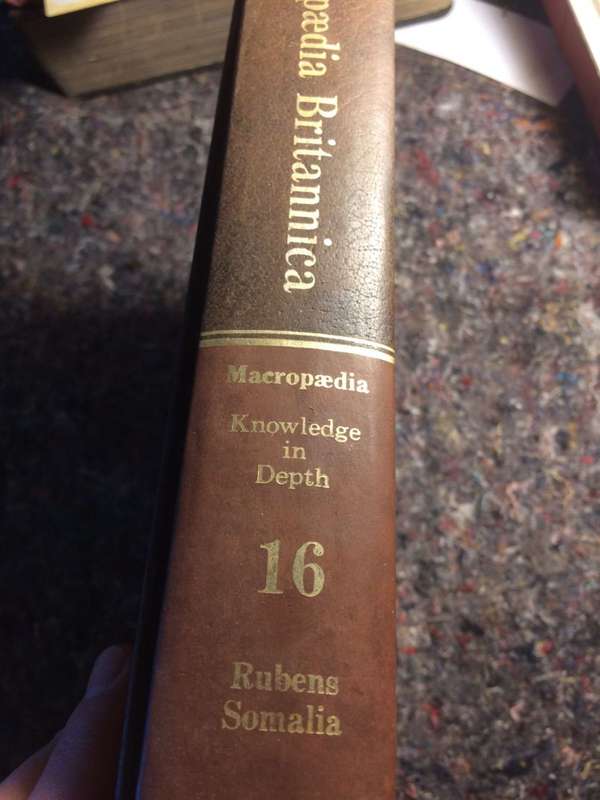 pædia Britannica
Macropædia
Knowledge
in
Depth
16
Rubens
Somalia